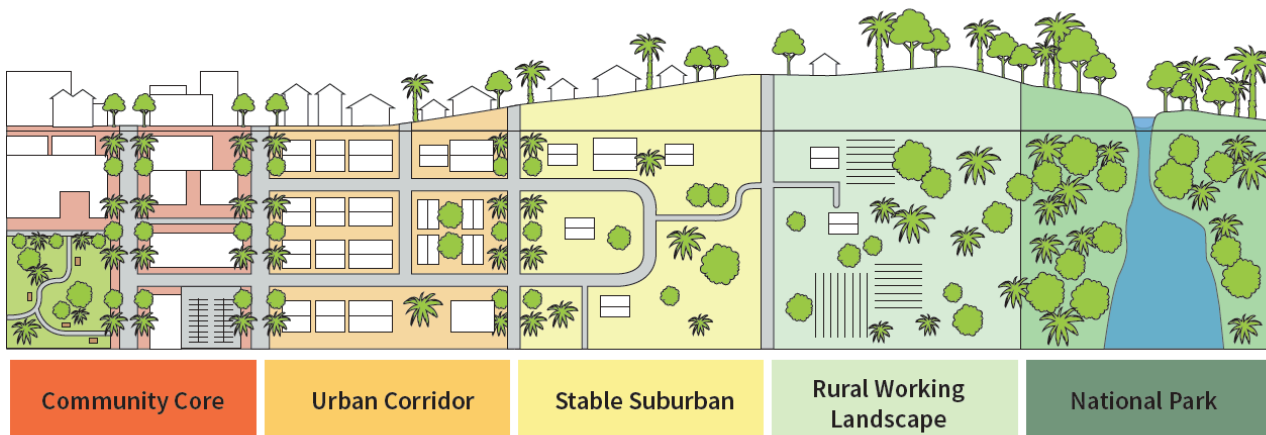 Community Core
Urban Corridor
Stable Suburban
Rural Working
Landscape
National Park